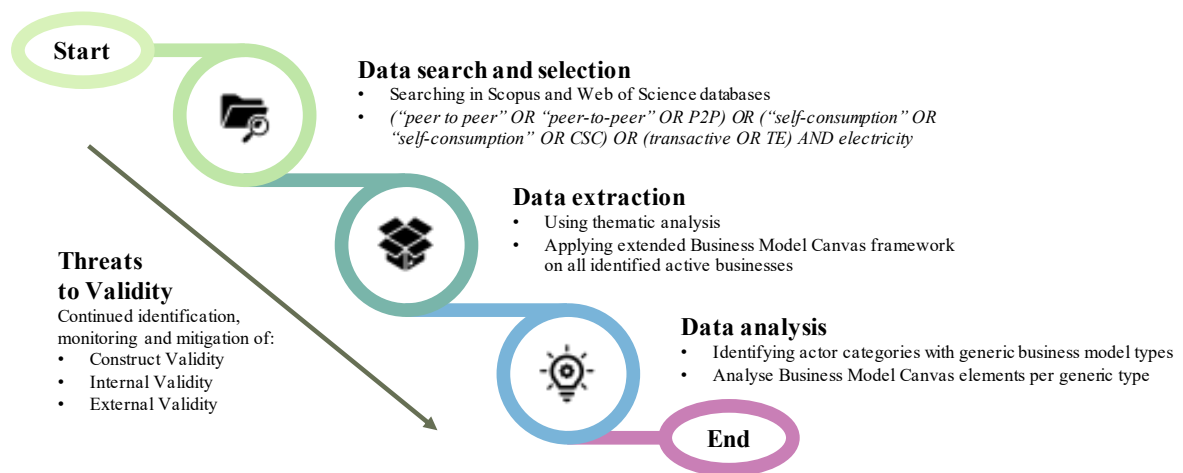 Start
Data search and selection
• Searching in Scopus and Web of Science databases
• (“peer to peer” OR “peer-to-peer” OR P2P) OR (“self-consumption” OR
“self-consumption” OR CSC) OR (transactive OR TE) AND electricity
Data extraction
• Using thematic analysis
• Applying extended Business Model Canvas framework
on all identified active businesses
Threats
to Validity
Continued identification,
monitoring and mitigation of:
• Construct Validity
• Internal Validity
• External Validity
Data analysis
• Identifying actor categories with generic business model types
• Analyse Business Model Canvas elements per generic type
End